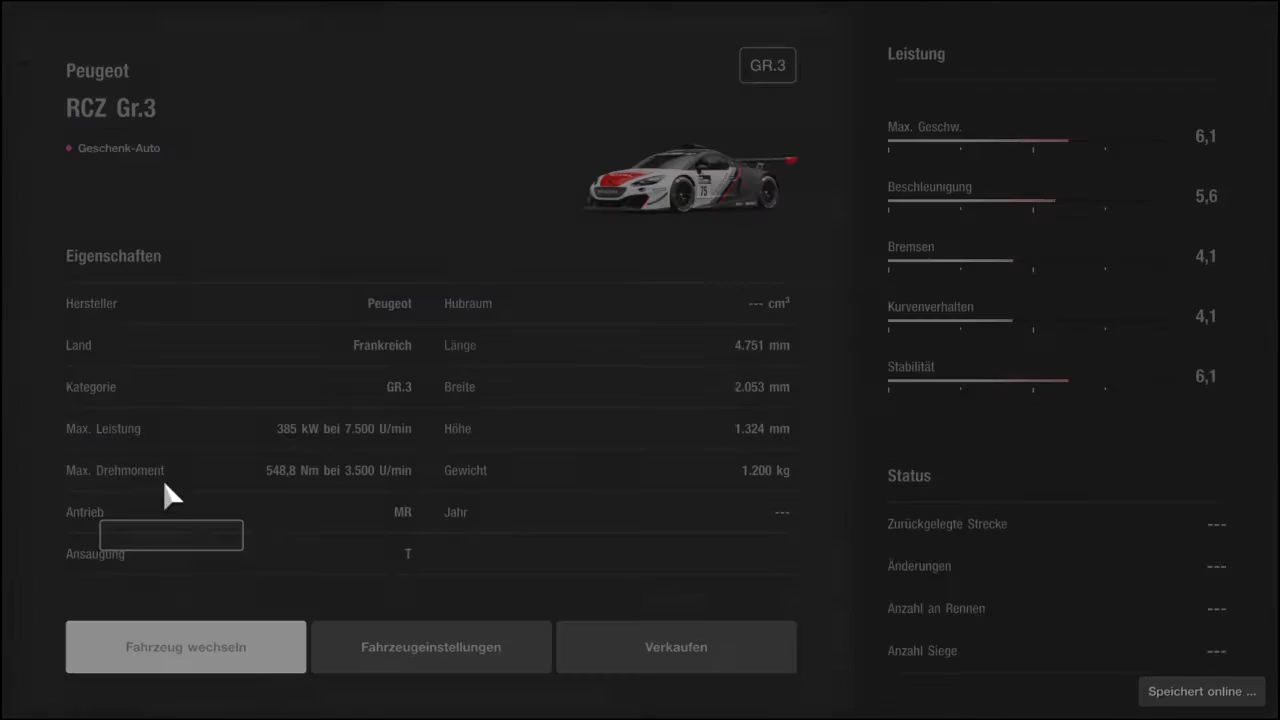 Peugeot
GR.3
RCZ Gr.3
Geschenk-Auto
75
Eigenschaften
Hersteller Peugeot
Land Frankreich
Kategorie GR.3
Max. Leistung 385 kW bei 7.500 U/min
Max. Drehmoment 548,8 Nm bei 3.500 U/min
Antrieb MR
Ansaugung T
Hubraum --- cm³
Länge 4.751 mm
Breite 2.053 mm
Höhe 1.324 mm
Gewicht 1.200 kg
Jahr ---
Fahrzeug wechseln
Fahrzeugeinstellungen
Verkaufen
Leistung
Max. Geschw. 6,1
Beschleunigung 5,6
Bremsen 4,1
Kurvenverhalten 4,1
Stabilität 6,1
Status
Zurückgelegte Strecke ---
Änderungen ---
Anzahl an Rennen ---
Anzahl Siege ---
Speichert online ...